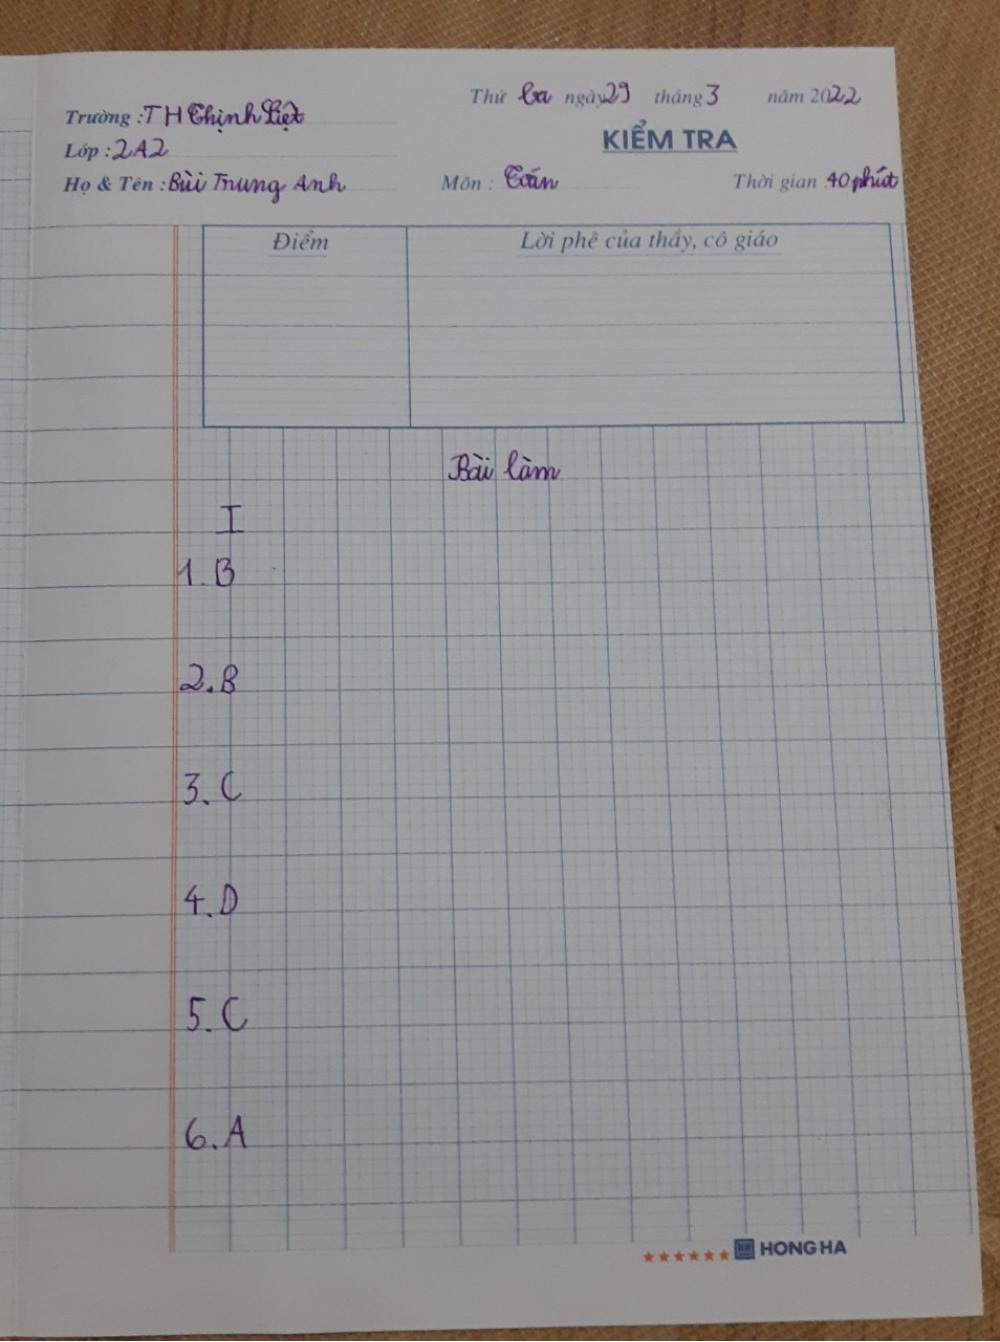 Thứ ba ngày 29 tháng 3 năm 2022
Trường : TH Thịnh Liệt
KIỂM TRA
Lớp : 2A2
Họ & Tên : Bùi Trung Anh
Môn : Toán
Thời gian 40 phút
Điểm
Lời phê của thầy, cô giáo
Bài làm
I
1. B
2. B
3. C
4. D
5. C
6. A
HONG HA